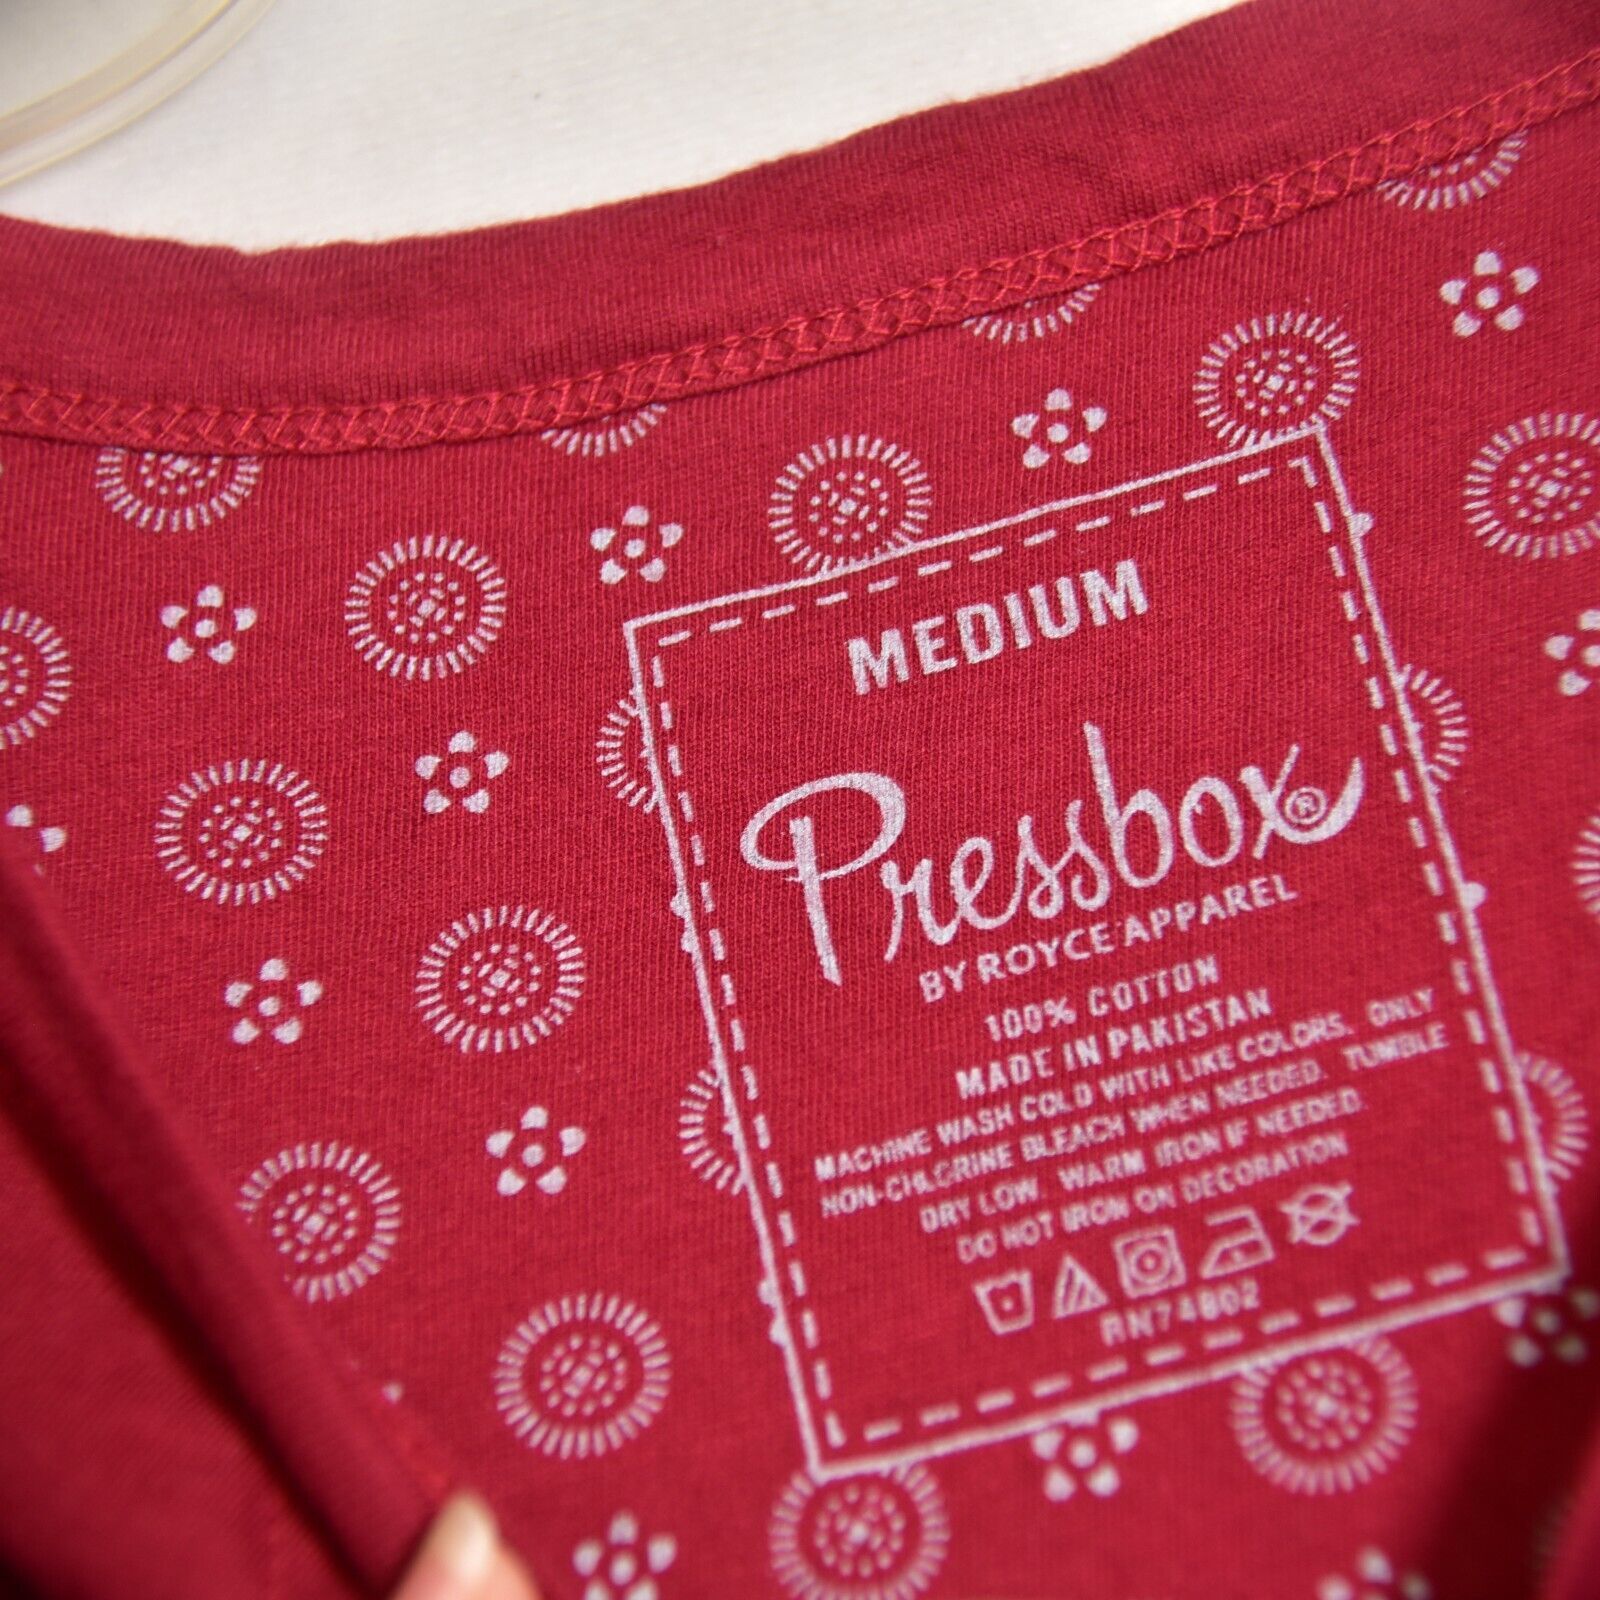 MEDIUM
Pressbox®
BY ROYCE APPAREL
100% COTTON
MADE IN PAKISTAN
MACHINE WASH COLD WITH LIKE COLORS. ONLY
NON-CHLORINE BLEACH WHEN NEEDED. TUMBLE
DRY LOW. WARM IRON IF NEEDED.
DO NOT IRON ON DECORATION
RN74802